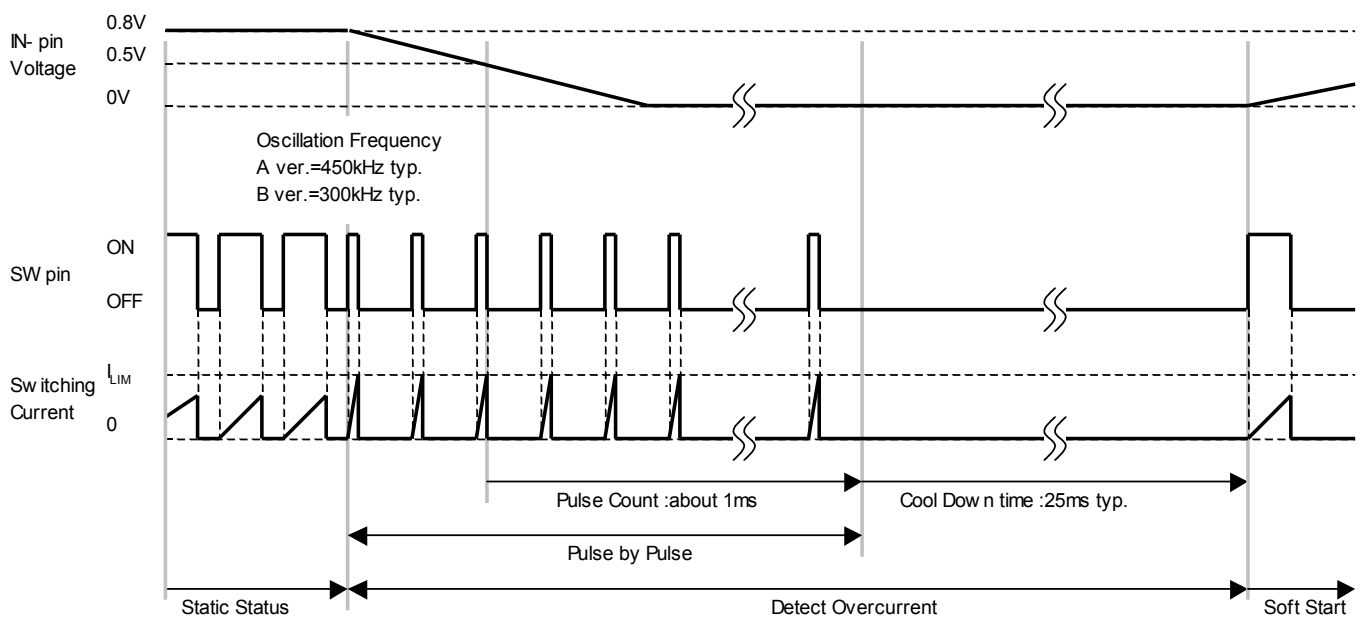 0.8V
IN- pin
Voltage
0.5V
0V
Oscillation Frequency
A ver.=450kHz typ.
B ver.=300kHz typ.
ON
SW pin
OFF
I LIM
Switching
Current
0
Pulse Count :about 1ms
Cool Down time :25ms typ.
Pulse by Pulse
Static Status
Detect Overcurrent
Soft Start